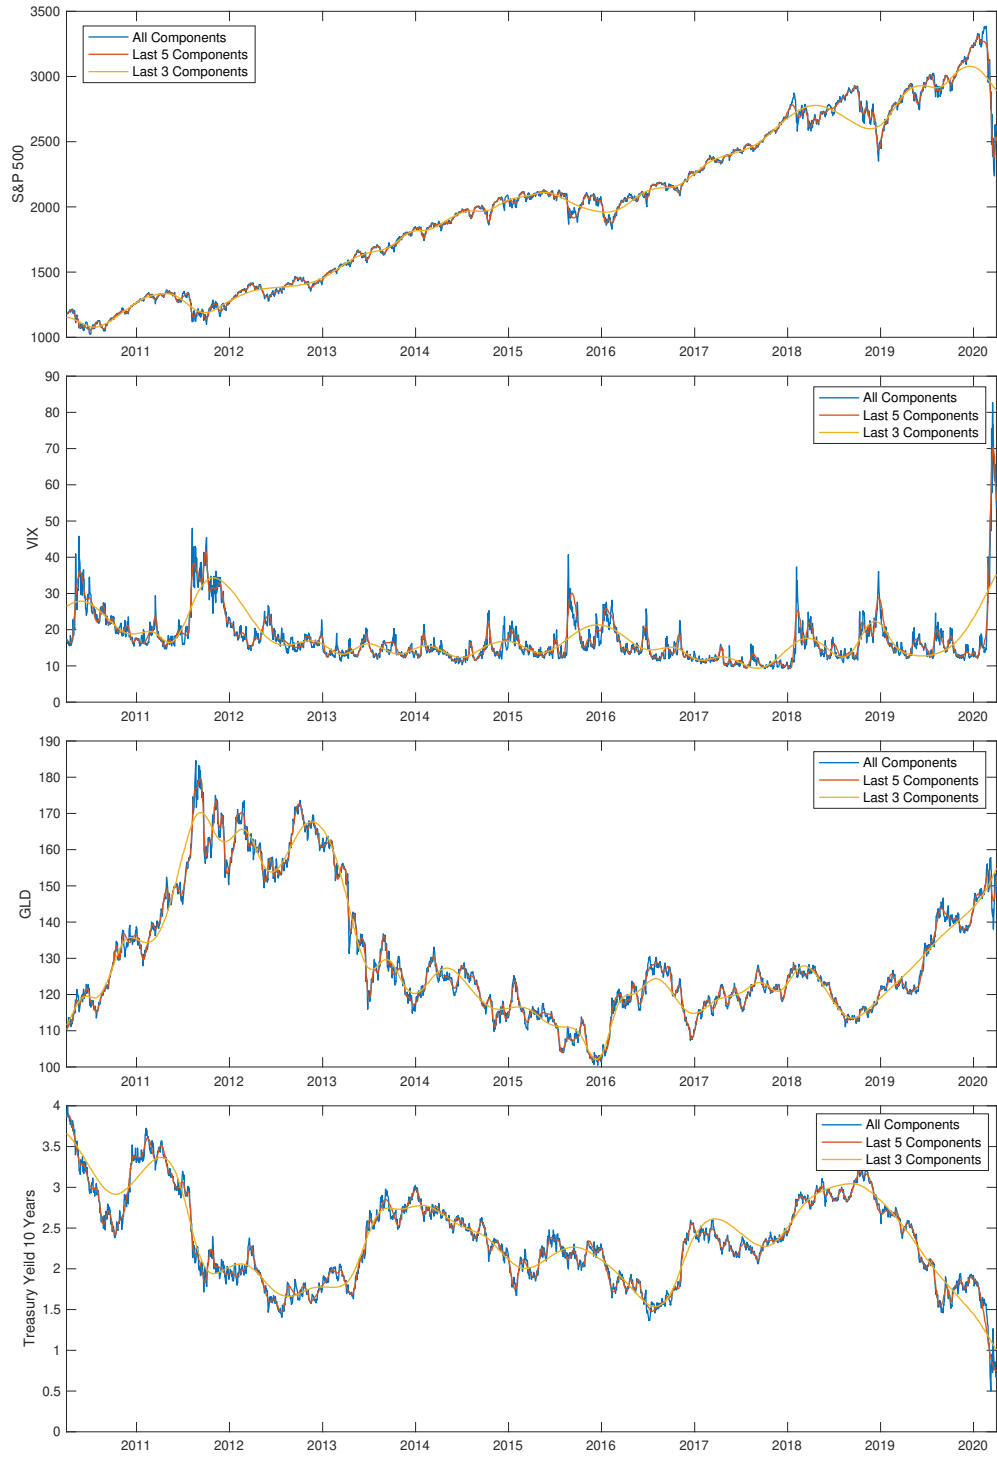 3500
3000
2500
2000
1500
1000
S&P 500
All Components
Last 5 Components
Last 3 Components
2011 2012 2013 2014 2015 2016 2017 2018 2019 2020
90
80
70
60
50
40
30
20
10
0
VIX
All Components
Last 5 Components
Last 3 Components
2011 2012 2013 2014 2015 2016 2017 2018 2019 2020
190
180
170
160
150
140
130
120
110
100
GLD
All Components
Last 5 Components
Last 3 Components
2011 2012 2013 2014 2015 2016 2017 2018 2019 2020
4
3.5
3
2.5
2
1.5
1
0.5
0
Treasury Yeild 10 Years
All Components
Last 5 Components
Last 3 Components
2011 2012 2013 2014 2015 2016 2017 2018 2019 2020